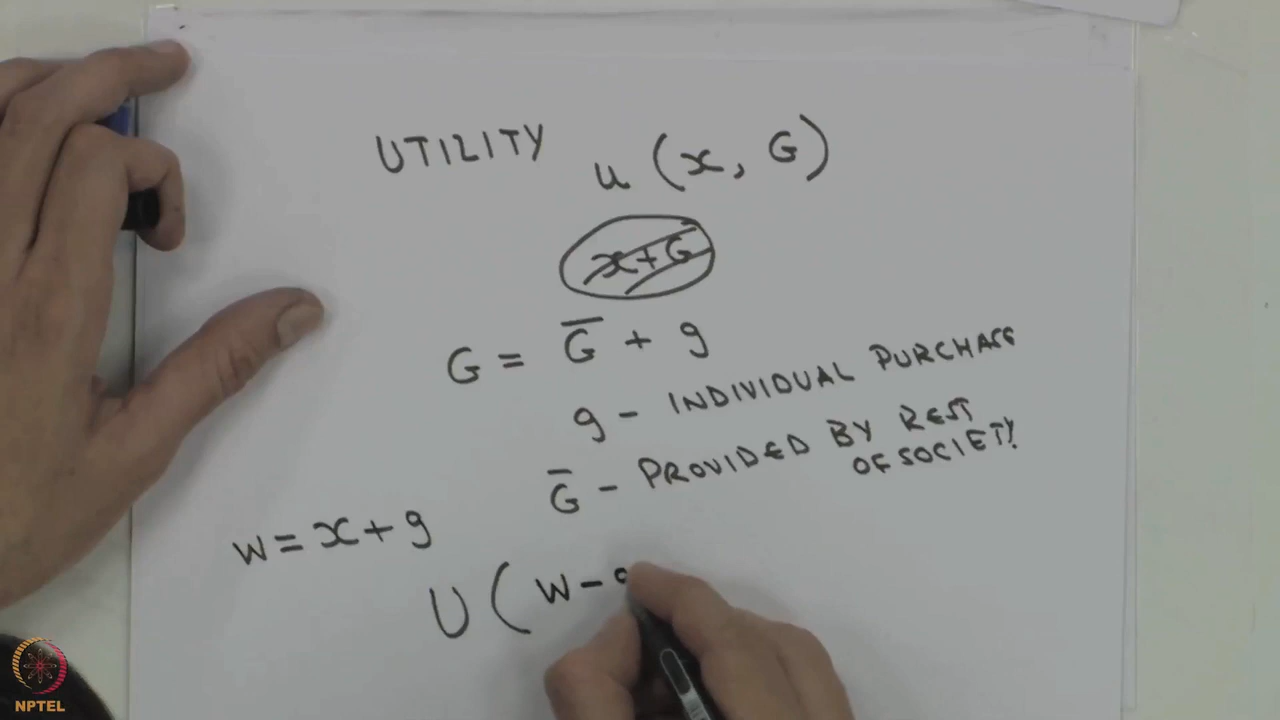 UTILITY u (x, G)
x+G
G = G̅ + g
g - INDIVIDUAL PURCHASE
G̅ - PROVIDED BY REST
OF SOCIETY
w = x + g
U ( w - g
NPTEL